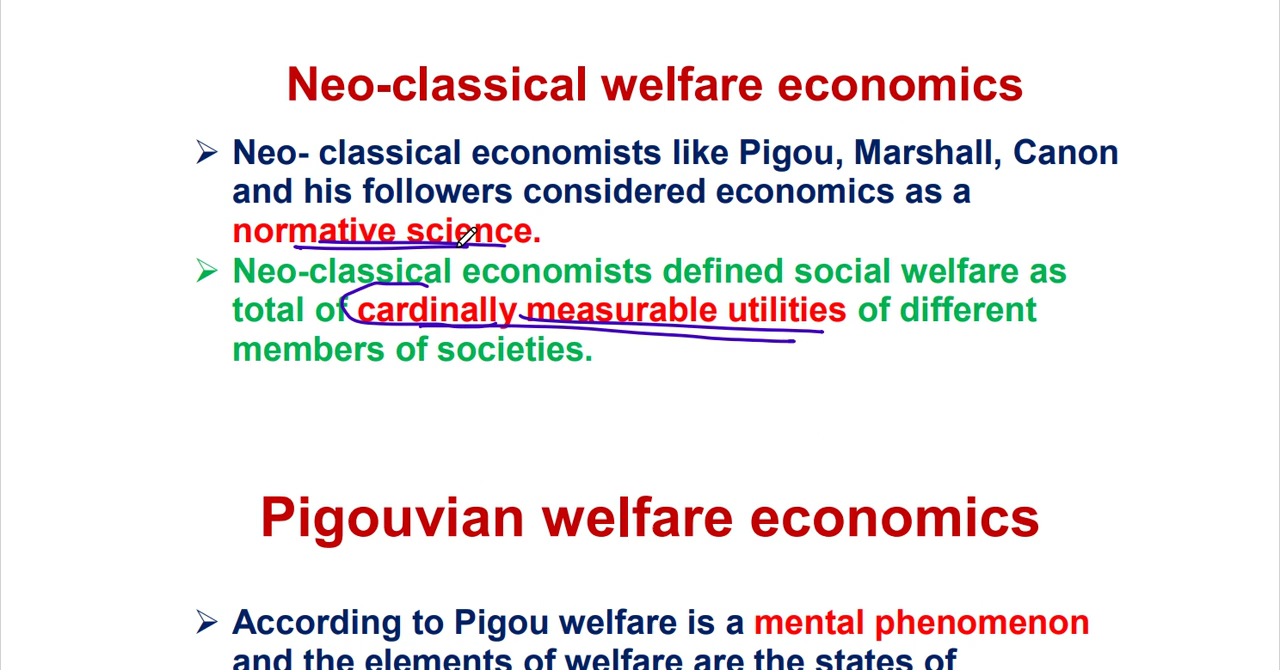 Neo-classical welfare economics
➢ Neo- classical economists like Pigou, Marshall, Canon
and his followers considered economics as a
normative science.
➢ Neo-classical economists defined social welfare as
total of cardinally measurable utilities of different
members of societies.
Pigouvian welfare economics
➢ According to Pigou welfare is a mental phenomenon
and the elements of welfare are the states of